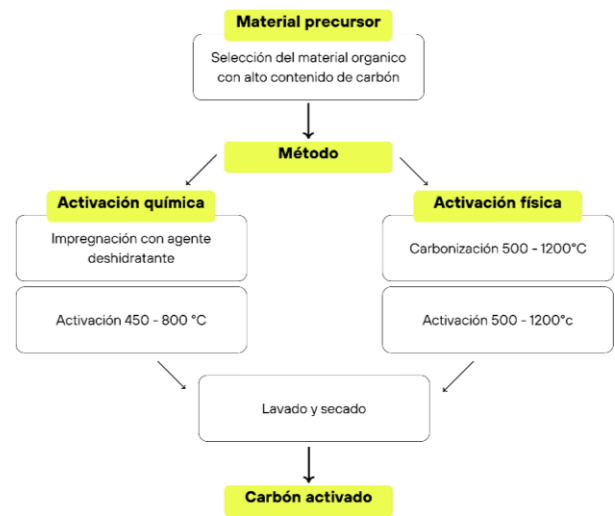 Material precursor
Selección del material organico
con alto contenido de carbón
Método
Activación química
Impregnación con agente
deshidratante
Activación 450 - 800 °C
Activación física
Carbonización 500 - 1200°C
Activación 500 - 1200°c
Lavado y secado
Carbón activado